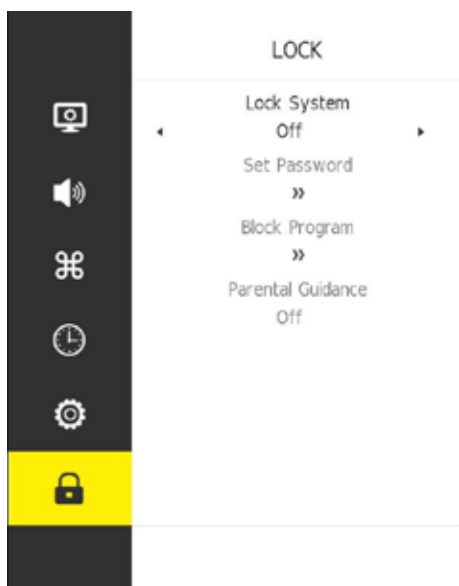 LOCK
Lock System
Off
Set Password
»
Block Program
»
Parental Guidance
Off